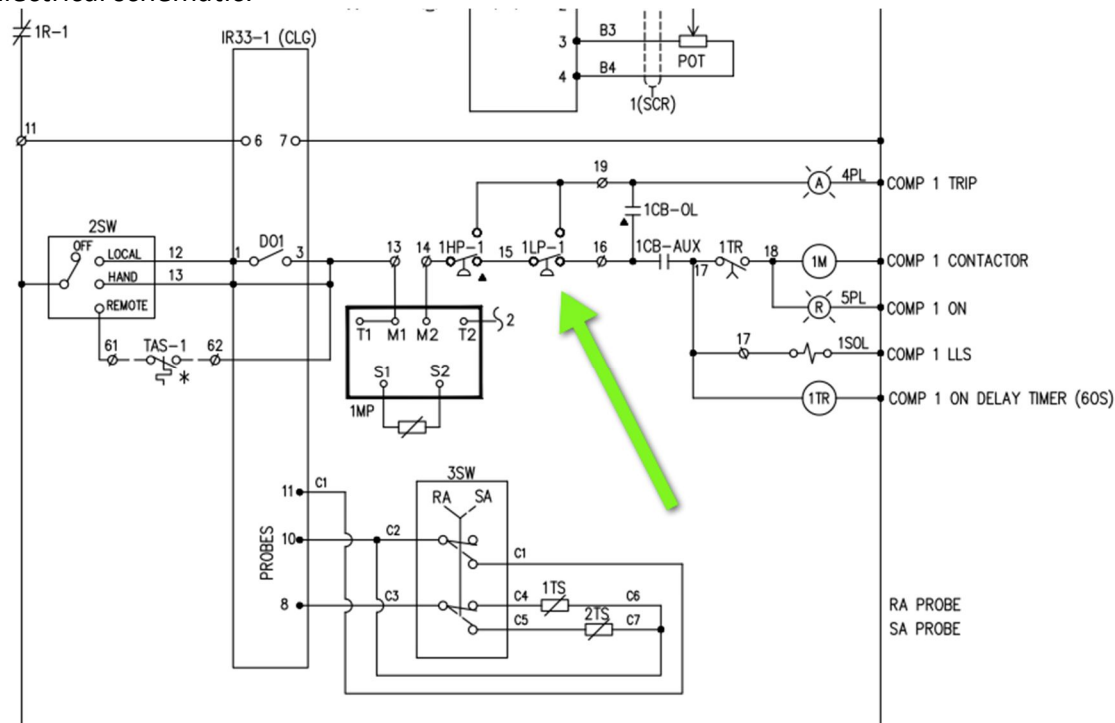 1R-1
IR33-1 (CLG)
3
B3
4
B4
POT
1(SCR)
11
6
7
19
A
4PL
COMP 1 TRIP
1CB-OL
2SW
OFF
LOCAL
12
1
DO1
3
13
14
1HP-1
15
1LP-1
16
1CB-AUX
17
1TR
18
1M
COMP 1 CONTACTOR
HAND
13
REMOTE
R
5PL
COMP 1 ON
T1
M1
M2
T2
2
61
TAS-1
62
*
17
1SOL
COMP 1 LLS
S1
S2
1MP
1TR
COMP 1 ON DELAY TIMER (60S)
3SW
RA
SA
PROBES
11
C1
10
C2
C1
8
C3
C4
1TS
C6
C5
2TS
C7
RA PROBE
SA PROBE